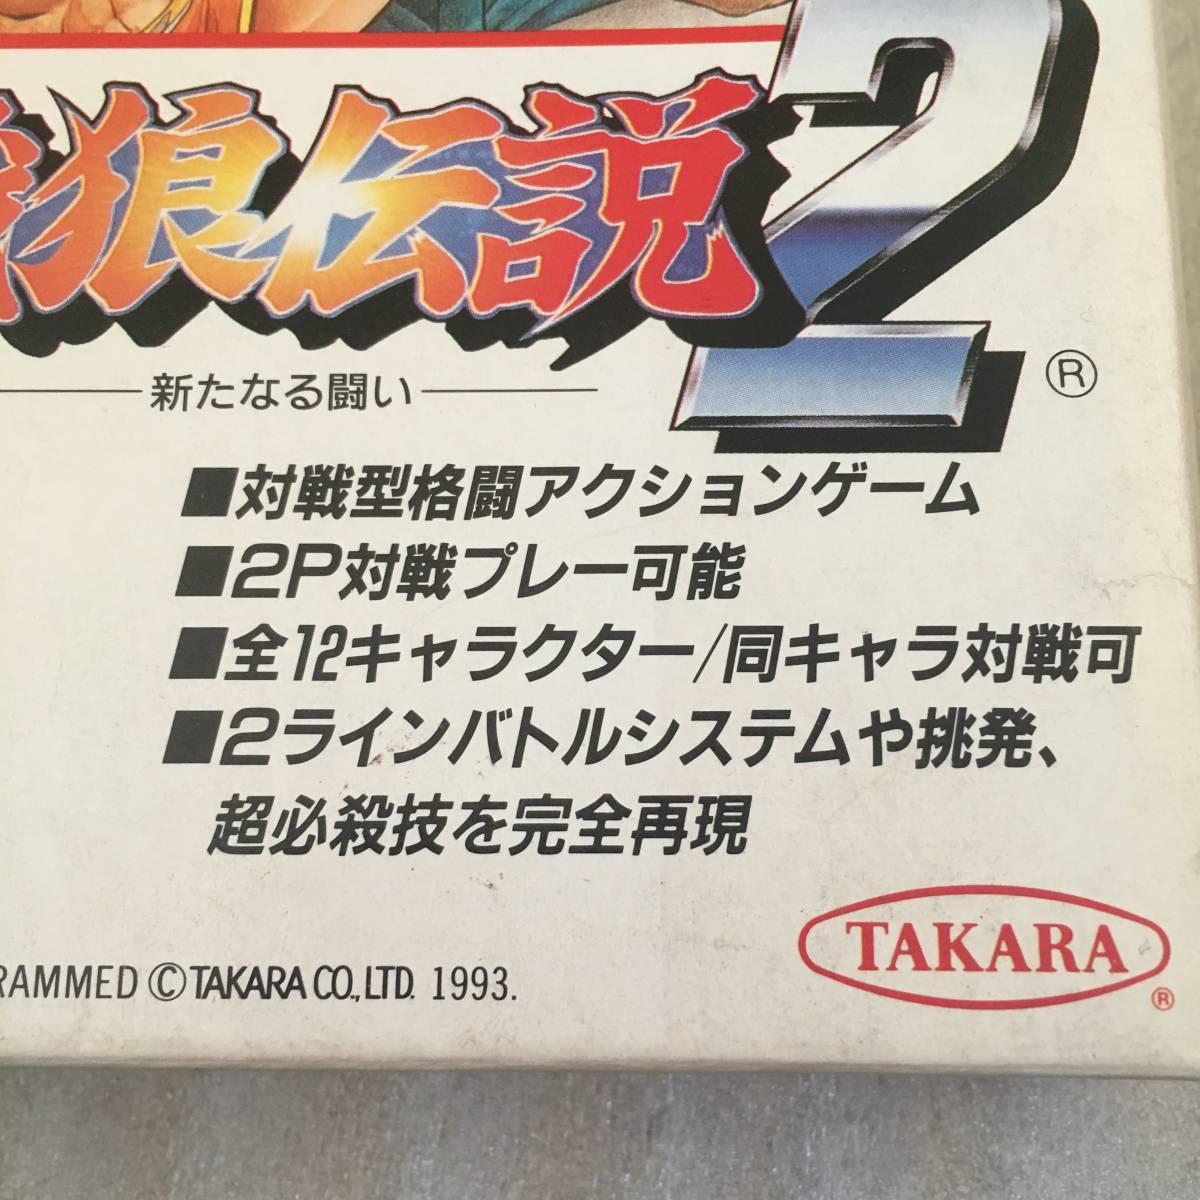 狼伝説2
®
新たなる闘い
■対戦型格闘アクションゲーム
■2P対戦プレー可能
■全12キャラクター/同キャラ対戦可
■2ラインバトルシステムや挑発、
超必殺技を完全再現
TAKARA
®
RAMMED ©TAKARA CO.,LTD. 1993.